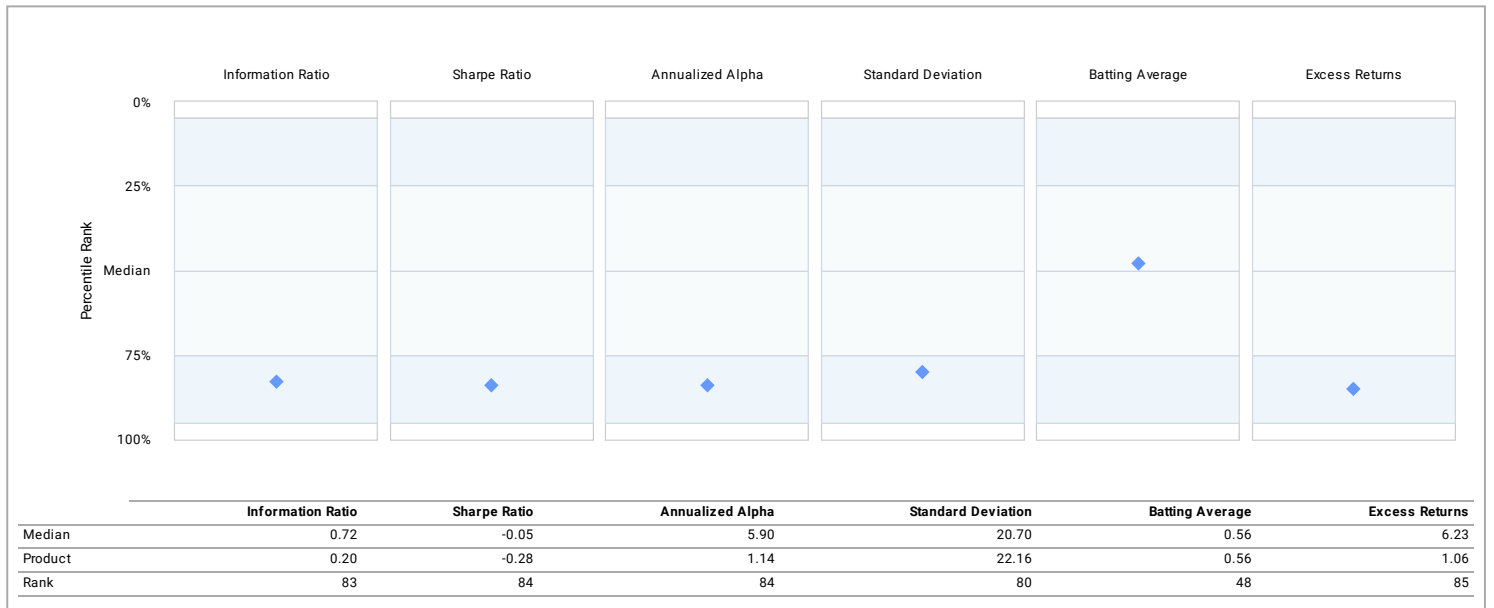 Information Ratio Sharpe Ratio Annualized Alpha Standard Deviation Batting Average Excess Returns
0%
25%
Percentile Rank
Median
75%
100%
Information Ratio Sharpe Ratio Annualized Alpha Standard Deviation Batting Average Excess Returns
Median 0.72 -0.05 5.90 20.70 0.56 6.23
Product 0.20 -0.28 1.14 22.16 0.56 1.06
Rank 83 84 84 80 48 85